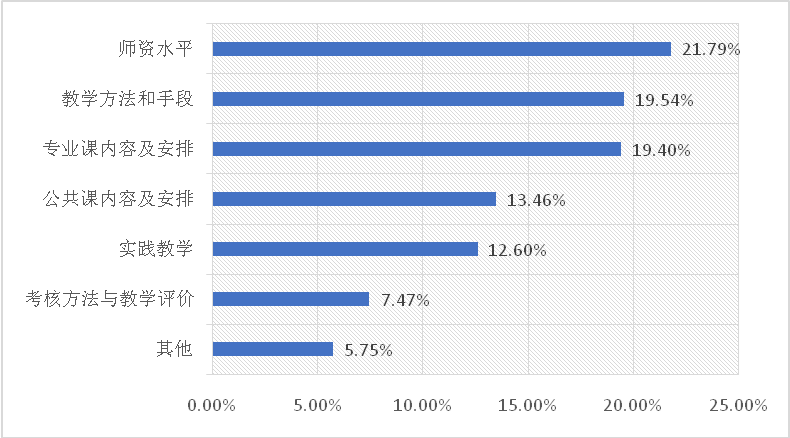 师资水平 21.79%
教学方法和手段 19.54%
专业课内容及安排 19.40%
公共课内容及安排 13.46%
实践教学 12.60%
考核方法与教学评价 7.47%
其他 5.75%
0.00% 5.00% 10.00% 15.00% 20.00% 25.00%